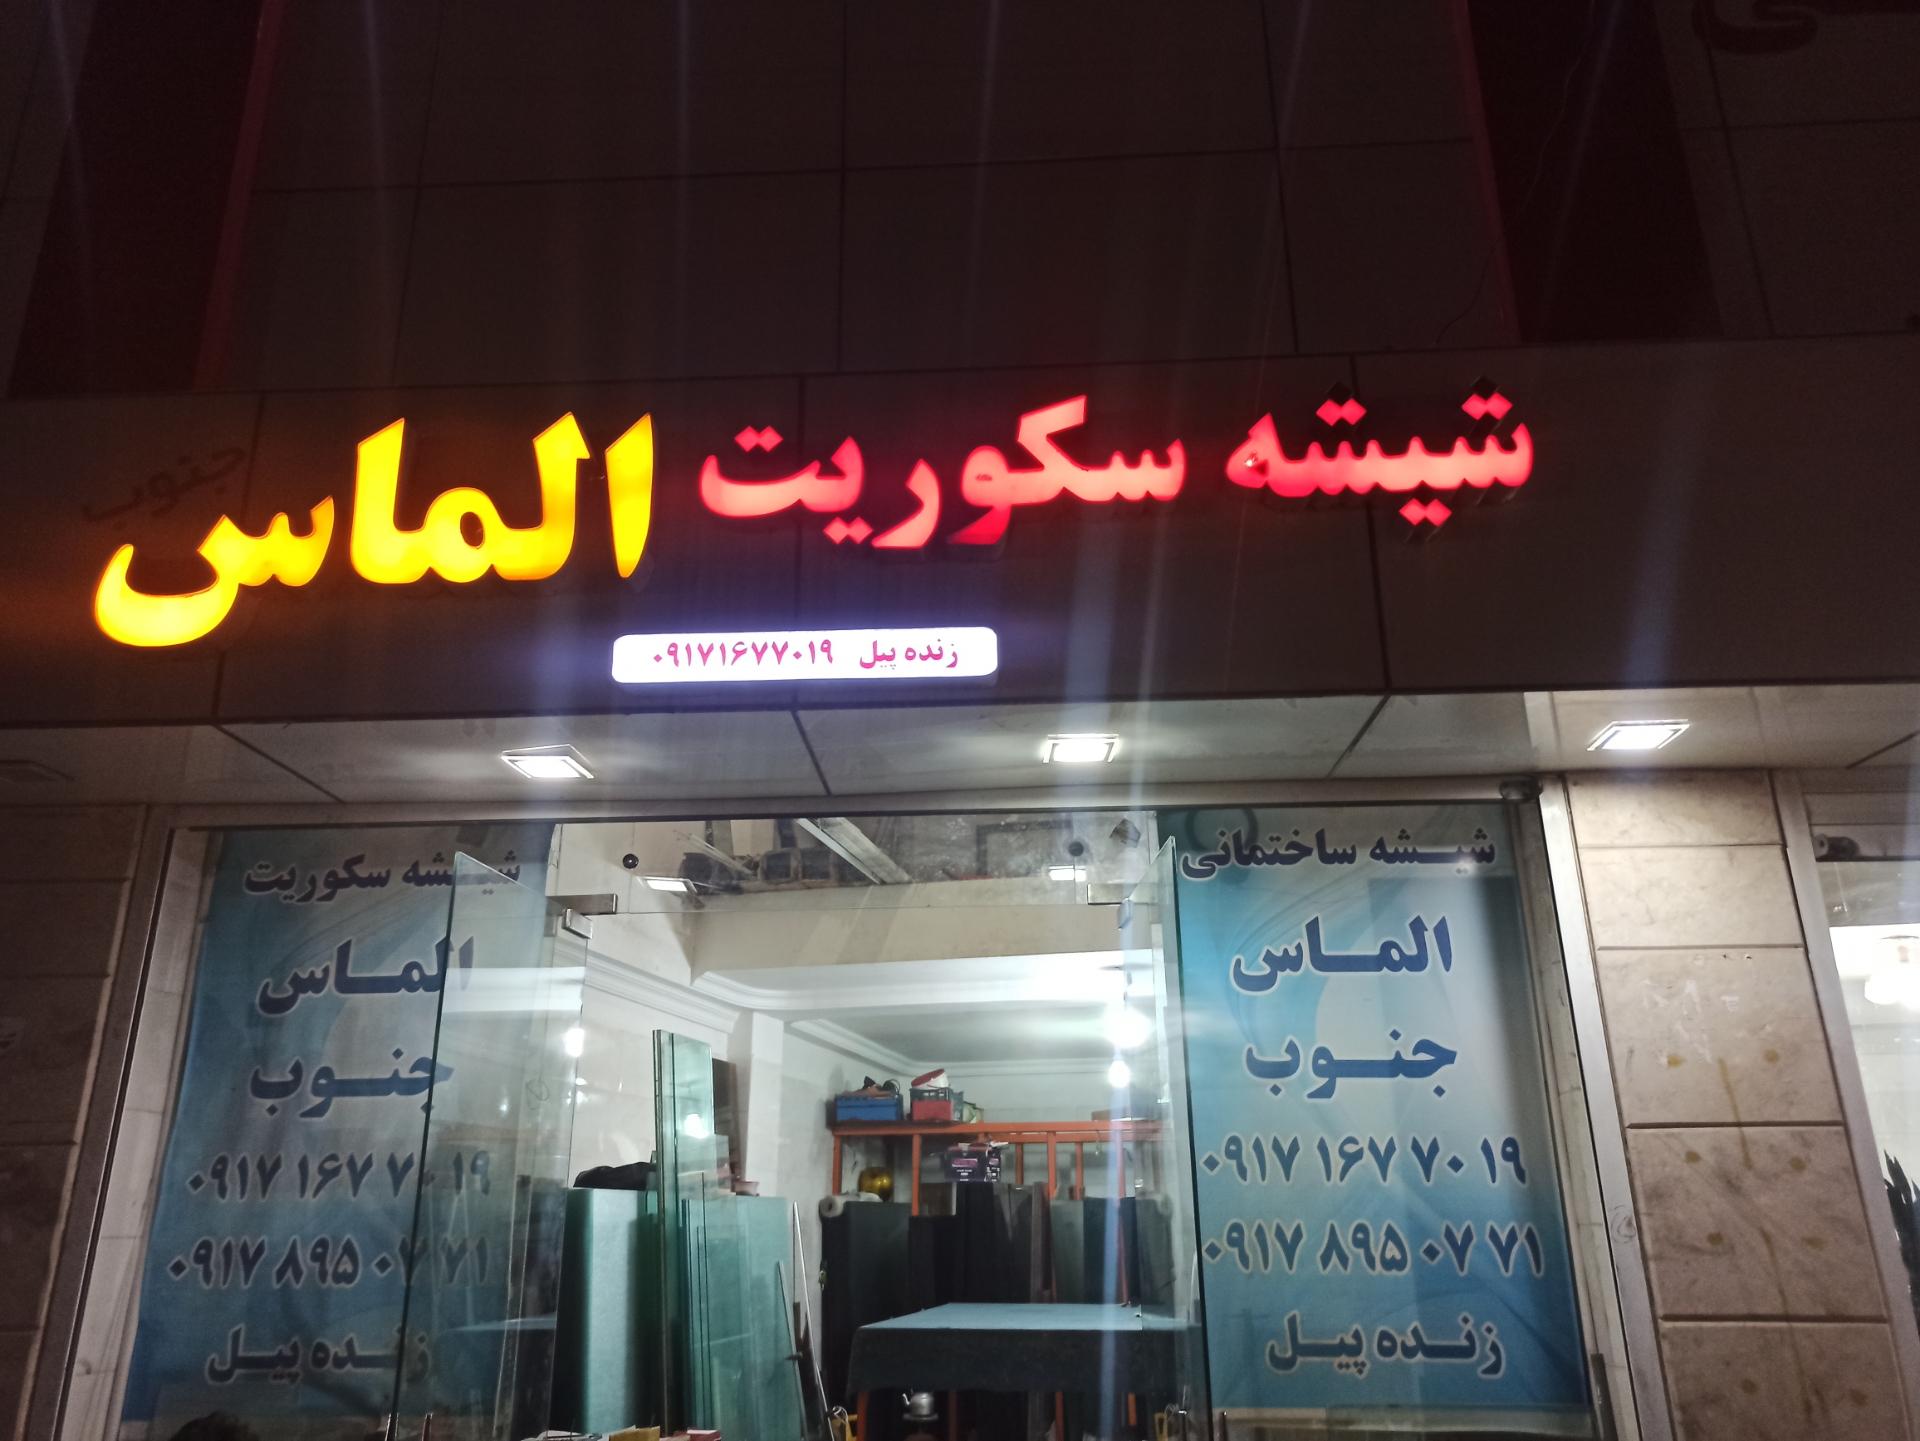 شیشه سکوریت الماس
جنوب
زنده پیل ۰۹۱۷۱۶۷۷۰۱۹
شیشه ساختمانی
الماس
جنوب
۰۹۱۷ ۱۶۷ ۷۰ ۱۹
۰۹۱۷ ۸۹۵ ۰۷ ۷۱
زنده پیل
شیشه سکوریت
الماس
جنوب
۰۹۱۷ ۱۶۷ ۷۰ ۱۹
۰۹۱۷ ۸۹۵ ۰۷ ۷۱
زنده پیل